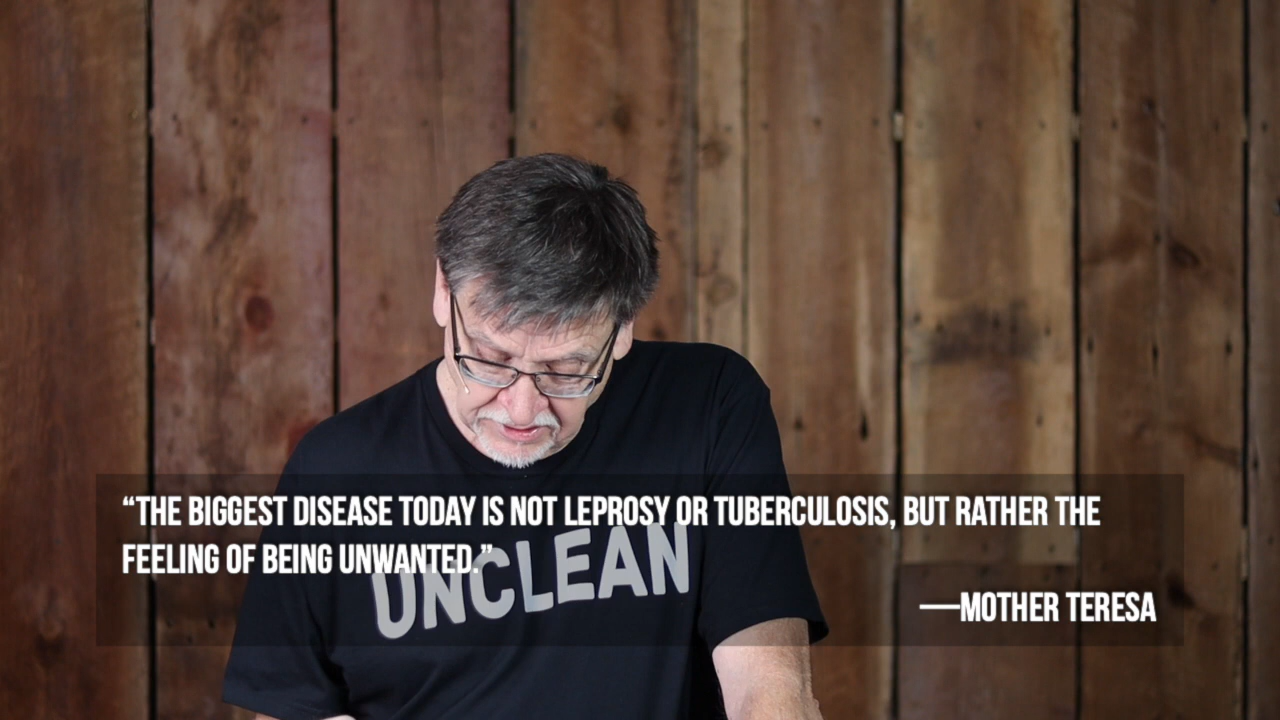 “THE BIGGEST DISEASE TODAY IS NOT LEPROSY OR TUBERCULOSIS, BUT RATHER THE
FEELING OF BEING UNWANTED.”
UNCLEAN
—MOTHER TERESA